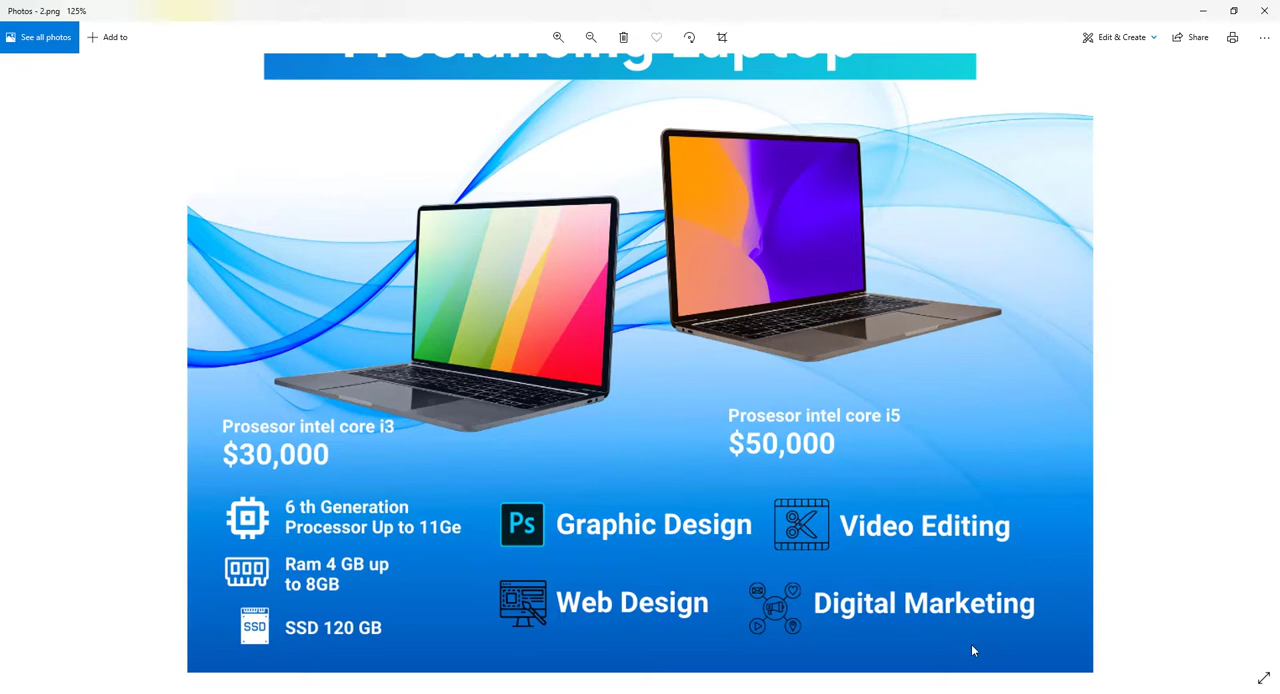 Photos - 2.png 125%
See all photos
Add to
Edit & Create
Share
Freelancing Laptop
Prosesor intel core i3
$30,000
Prosesor intel core i5
$50,000
6 th Generation
Processor Up to 11Ge
Ram 4 GB up
to 8GB
SSD
SSD 120 GB
Ps
Graphic Design
Video Editing
Web Design
Digital Marketing